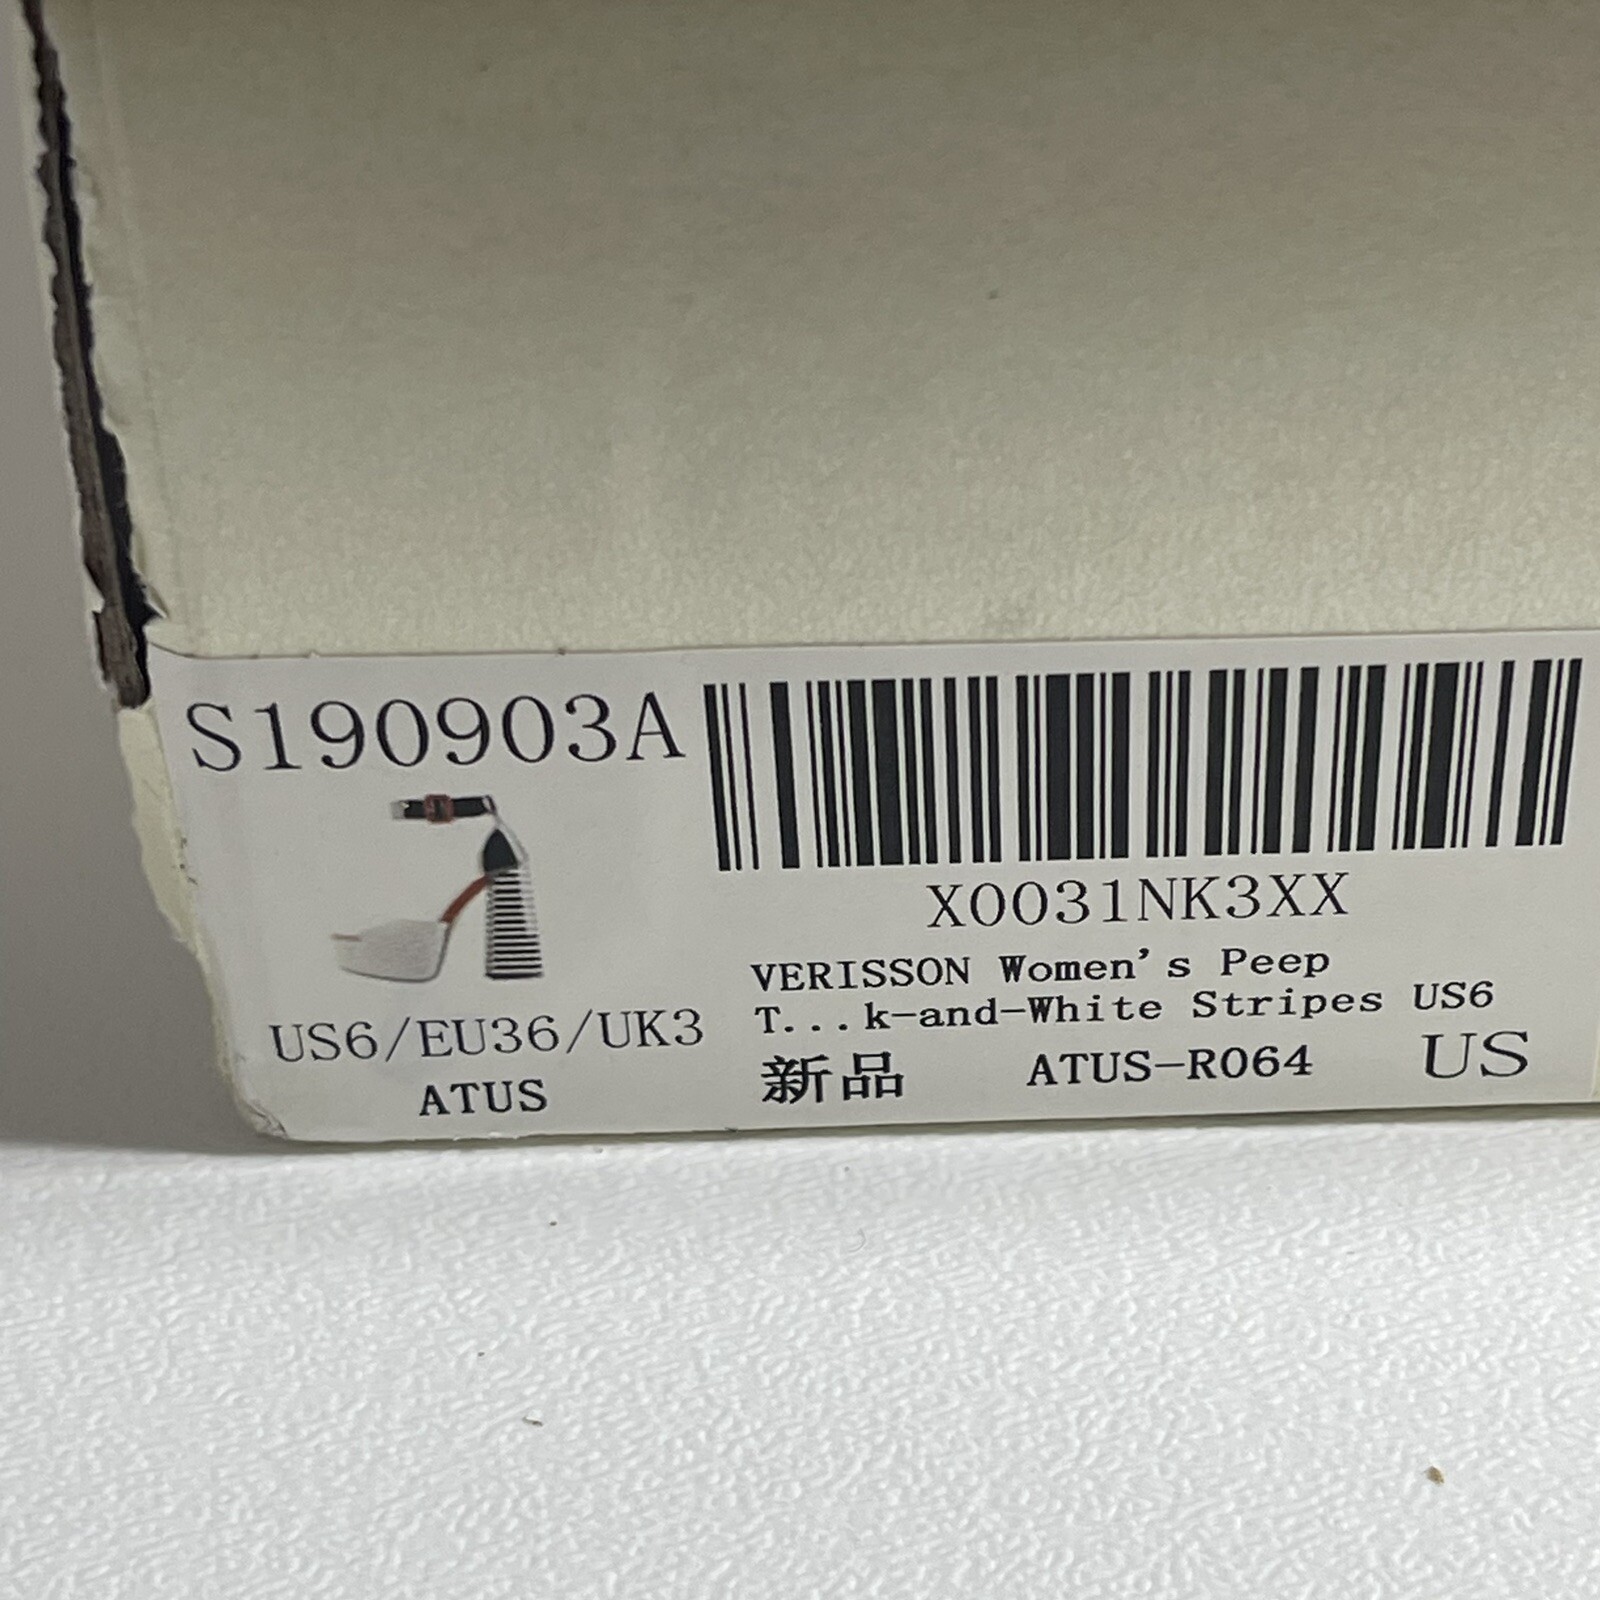 S190903A
US6/EU36/UK3
ATUS
X0031NK3XX
VERISSON Women's Peep
T...k-and-White Stripes US6
新品 ATUS-R064 US